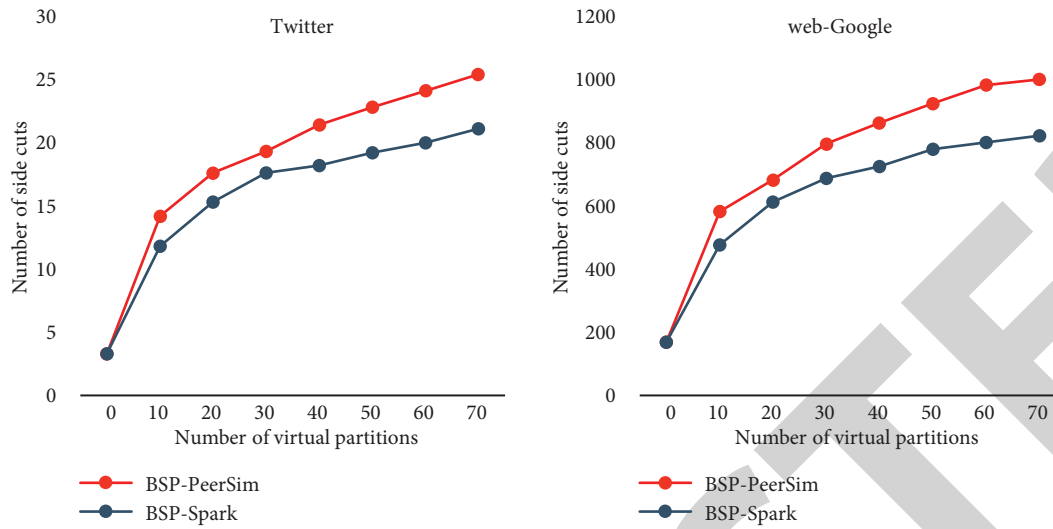 Twitter
30
25
20
15
10
5
0
Number of side cuts
0 10 20 30 40 50 60 70
Number of virtual partitions
BSP-PeerSim
BSP-Spark
web-Google
1200
1000
800
600
400
200
0
Number of side cuts
0 10 20 30 40 50 60 70
Number of virtual partitions
BSP-PeerSim
BSP-Spark